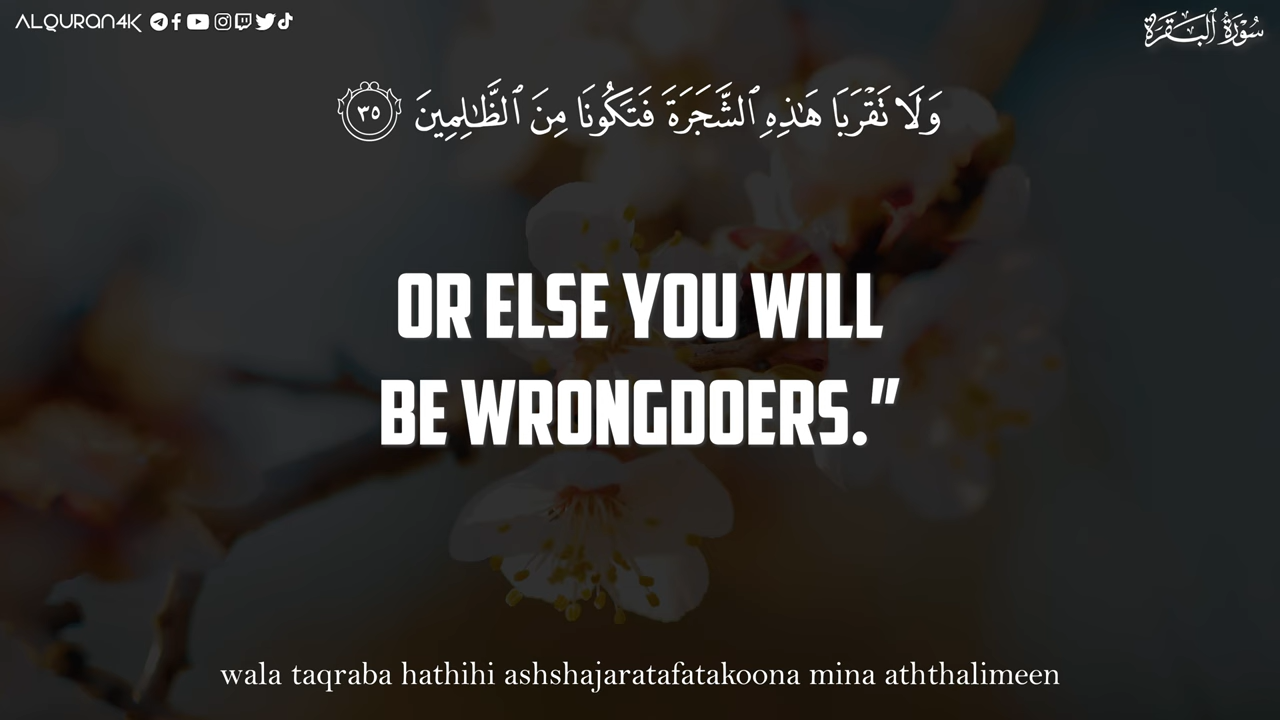 ALQURAN4K
سُورَةُ ٱلْبَقَرَةِ
وَلَا تَقْرَبَا هَـٰذِهِ ٱلشَّجَرَةَ فَتَكُونَا مِنَ ٱلظَّـٰلِمِينَ ٣٥
OR ELSE YOU WILL
BE WRONGDOERS."
wala taqraba hathihi ashshajaratafatakoona mina aththalimeen